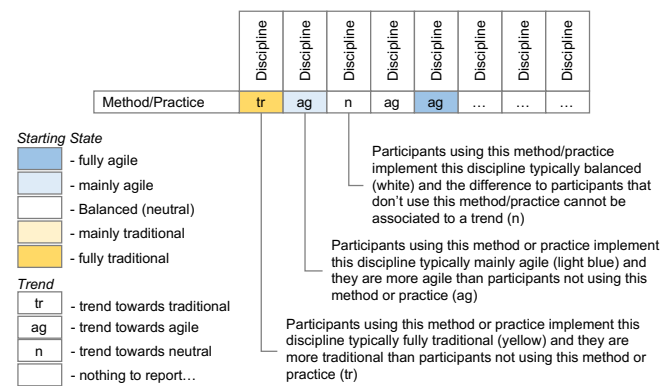 Discipline Discipline Discipline Discipline Discipline Discipline Discipline Discipline
Method/Practice tr ag n ag ag … … …
Starting State
- fully agile
- mainly agile
- Balanced (neutral)
- mainly traditional
- fully traditional
Trend
tr - trend towards traditional
ag - trend towards agile
n - trend towards neutral
- nothing to report…
Participants using this method/practice
implement this discipline typically balanced
(white) and the difference to participants that
don't use this method/practice cannot be
associated to a trend (n)
Participants using this method or practice implement
this discipline typically mainly agile (light blue) and
they are more agile than participants not using this
method or practice (ag)
Participants using this method or practice implement this
discipline typically fully traditional (yellow) and they are
more traditional than participants not using this method or
practice (tr)